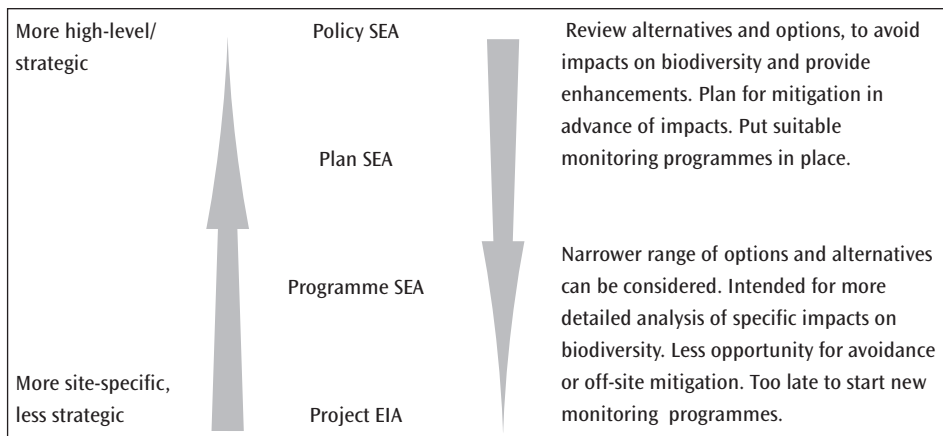 More high-level/
strategic
Policy SEA
Plan SEA
Programme SEA
More site-specific,
less strategic
Project EIA
Review alternatives and options, to avoid
impacts on biodiversity and provide
enhancements. Plan for mitigation in
advance of impacts. Put suitable
monitoring programmes in place.
Narrower range of options and alternatives
can be considered. Intended for more
detailed analysis of specific impacts on
biodiversity. Less opportunity for avoidance
or off-site mitigation. Too late to start new
monitoring programmes.